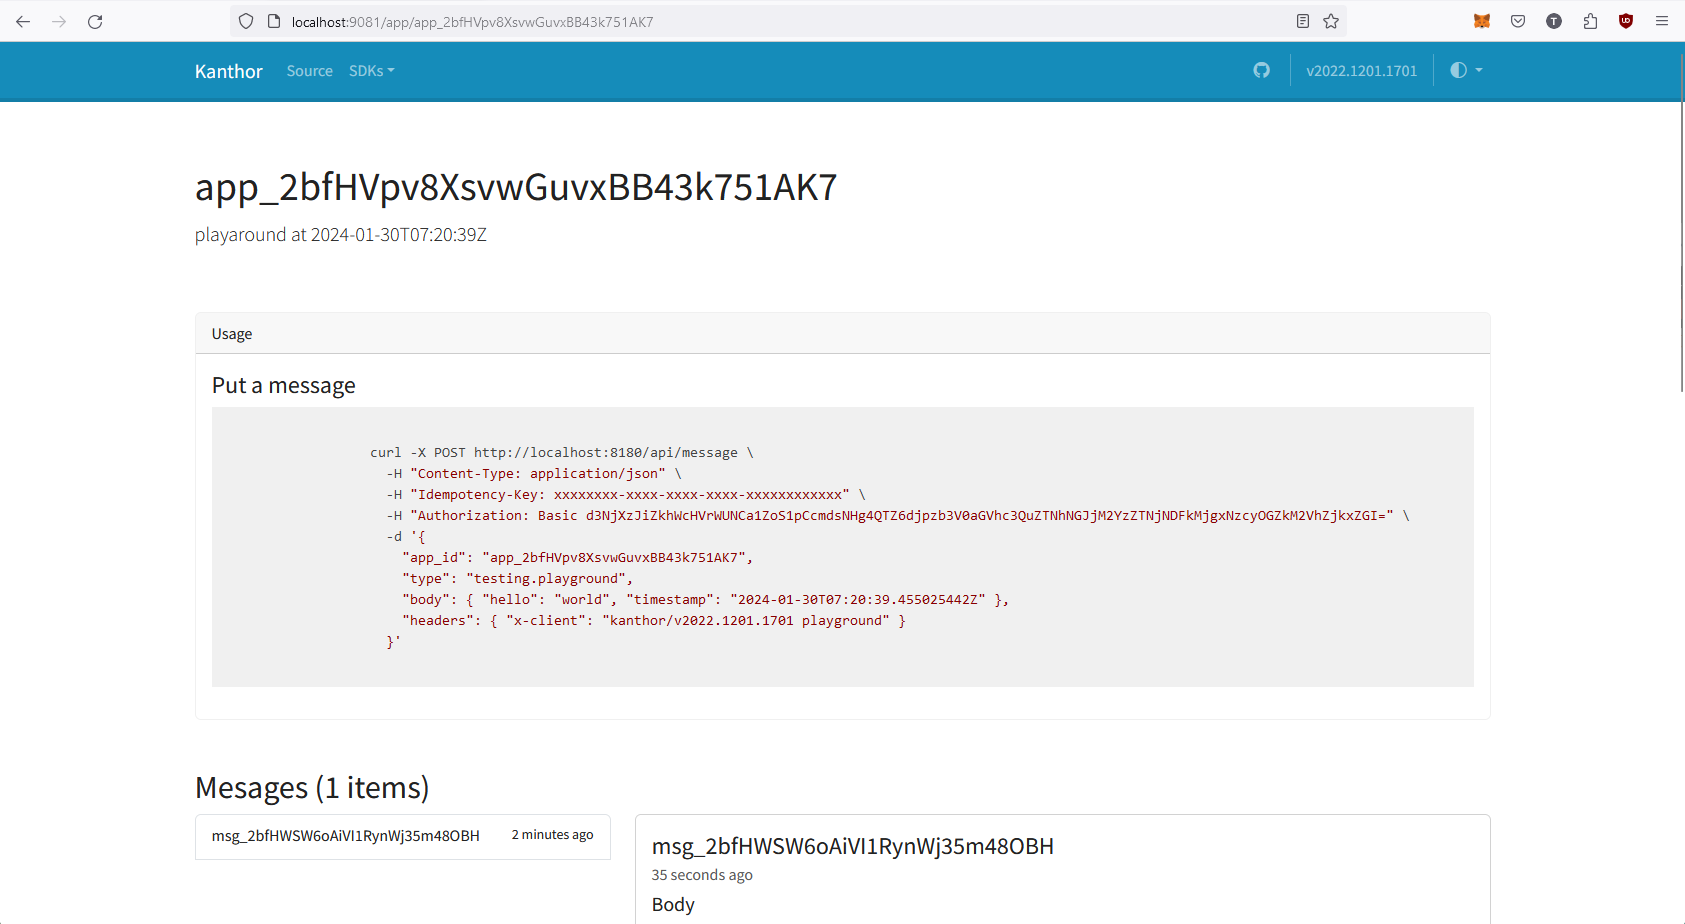 localhost:9081/app/app_2bfHVpv8XsvwGuvxBB43k751AK7
T
Kanthor Source SDKs v2022.1201.1701
app_2bfHVpv8XsvwGuvxBB43k751AK7
playaround at 2024-01-30T07:20:39Z
Usage
Put a message
curl -X POST http://localhost:8180/api/message \
-H "Content-Type: application/json" \
-H "Idempotency-Key: xxxxxxxx-xxxx-xxxx-xxxx-xxxxxxxxxxxx" \
-H "Authorization: Basic d3NjXzJiZkhWcHVrWUNCa1ZoS1pCcmdsNHg4QTZ6djpzb3V0aGVhc3QuZTNhNGJjM2YzZTNjNDFkMjgxNzcyOGZkM2VhZjkxZGI=" \
-d '{
"app_id": "app_2bfHVpv8XsvwGuvxBB43k751AK7",
"type": "testing.playground",
"body": { "hello": "world", "timestamp": "2024-01-30T07:20:39.455025442Z" },
"headers": { "x-client": "kanthor/v2022.1201.1701 playground" }
}'
Mesages (1 items)
msg_2bfHWSW6oAiVI1RynWj35m48OBH 2 minutes ago
msg_2bfHWSW6oAiVI1RynWj35m48OBH
35 seconds ago
Body